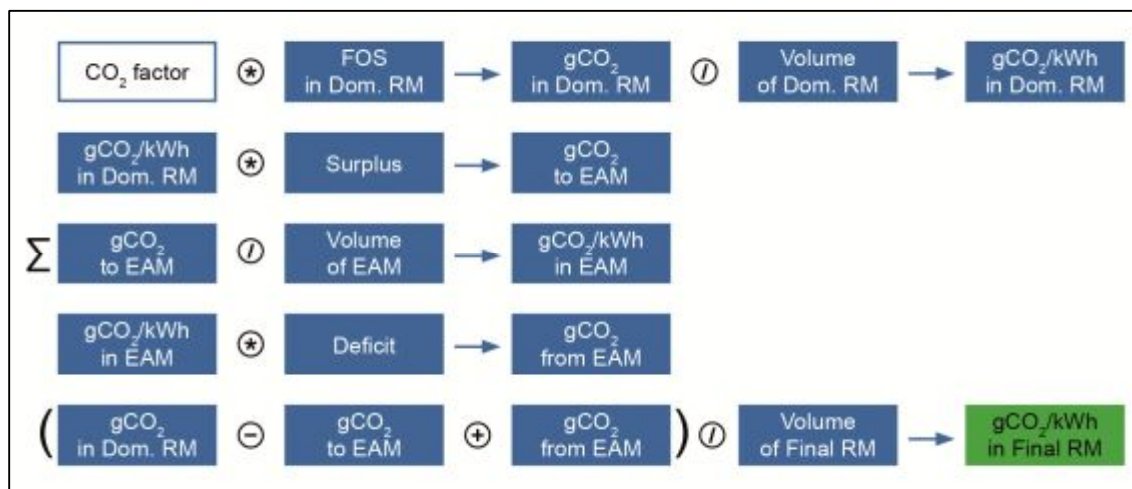 CO₂ factor * FOS in Dom. RM → gCO₂ in Dom. RM / Volume of Dom. RM → gCO₂/kWh in Dom. RM
gCO₂/kWh in Dom. RM * Surplus → gCO₂ to EAM
Σ gCO₂ to EAM / Volume of EAM → gCO₂/kWh in EAM
gCO₂/kWh in EAM * Deficit → gCO₂ from EAM
( gCO₂ in Dom. RM − gCO₂ to EAM + gCO₂ from EAM ) / Volume of Final RM → gCO₂/kWh in Final RM